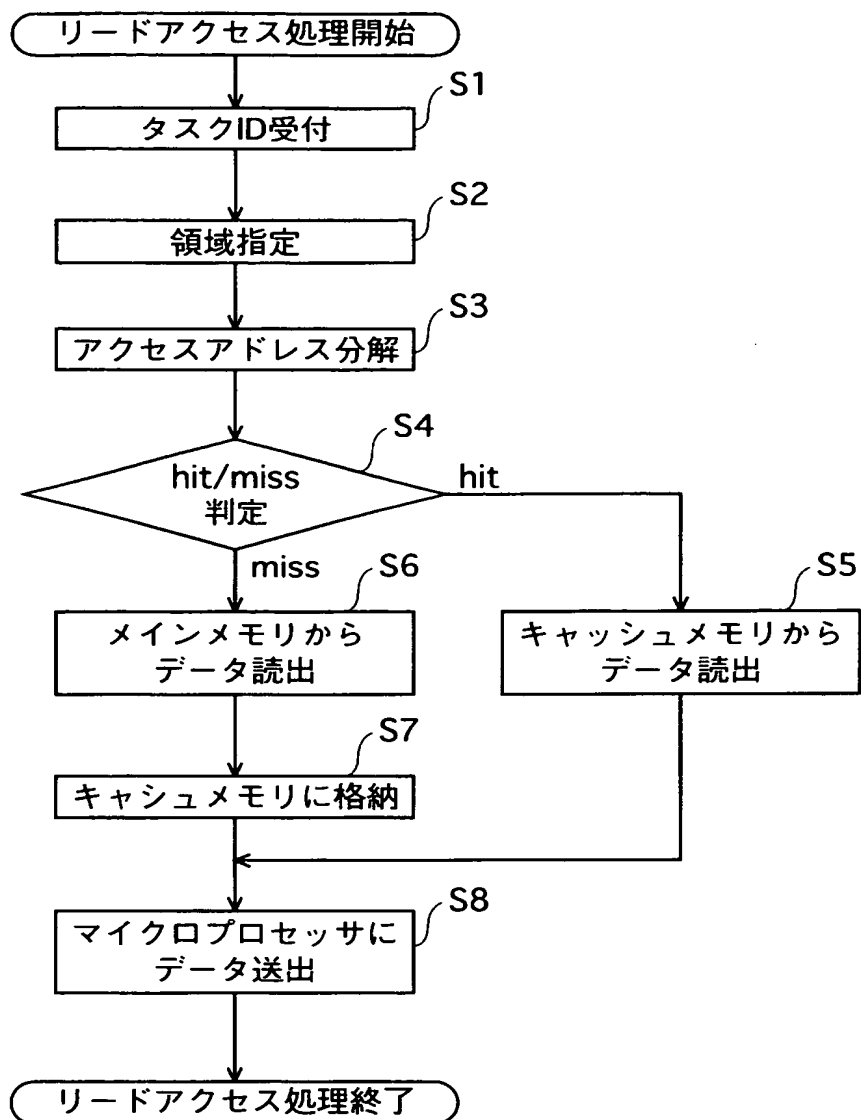 リードアクセス処理開始
S1
タスクID受付
S2
領域指定
S3
アクセスアドレス分解
S4
hit/miss
判定
hit
miss
S6
メインメモリから
データ読出
S5
キャッシュメモリから
データ読出
S7
キャシュメモリに格納
S8
マイクロプロセッサに
データ送出
リードアクセス処理終了